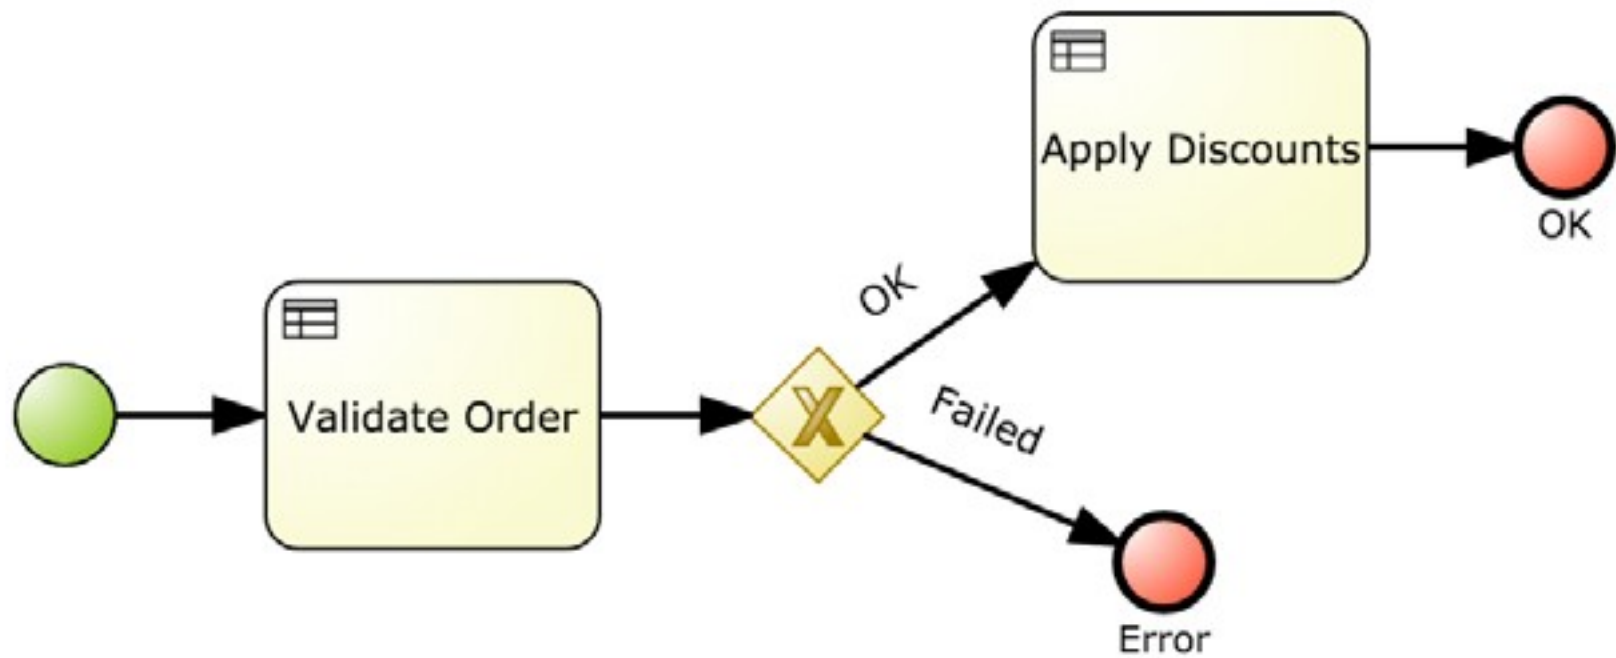 Validate Order
OK
Failed
Apply Discounts
OK
Error